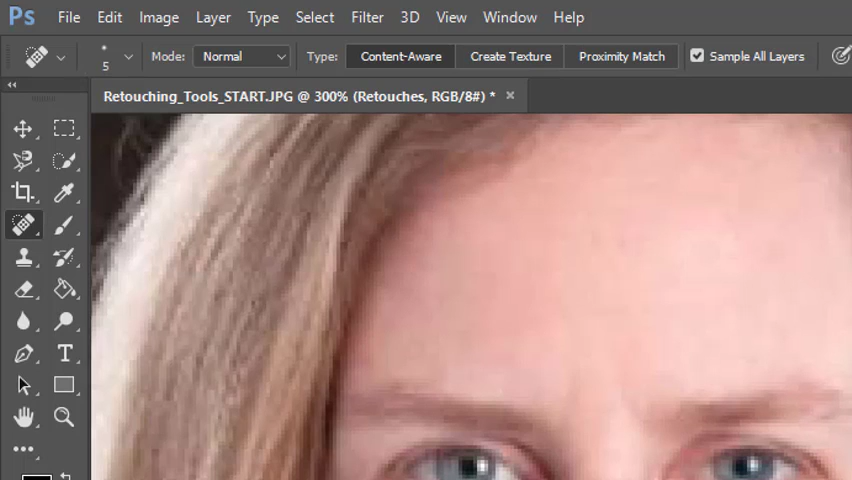 Ps File Edit Image Layer Type Select Filter 3D View Window Help
5 Mode: Normal Type: Content-Aware Create Texture Proximity Match Sample All Layers
Retouching_Tools_START.JPG @ 300% (Retouches, RGB/8#) *